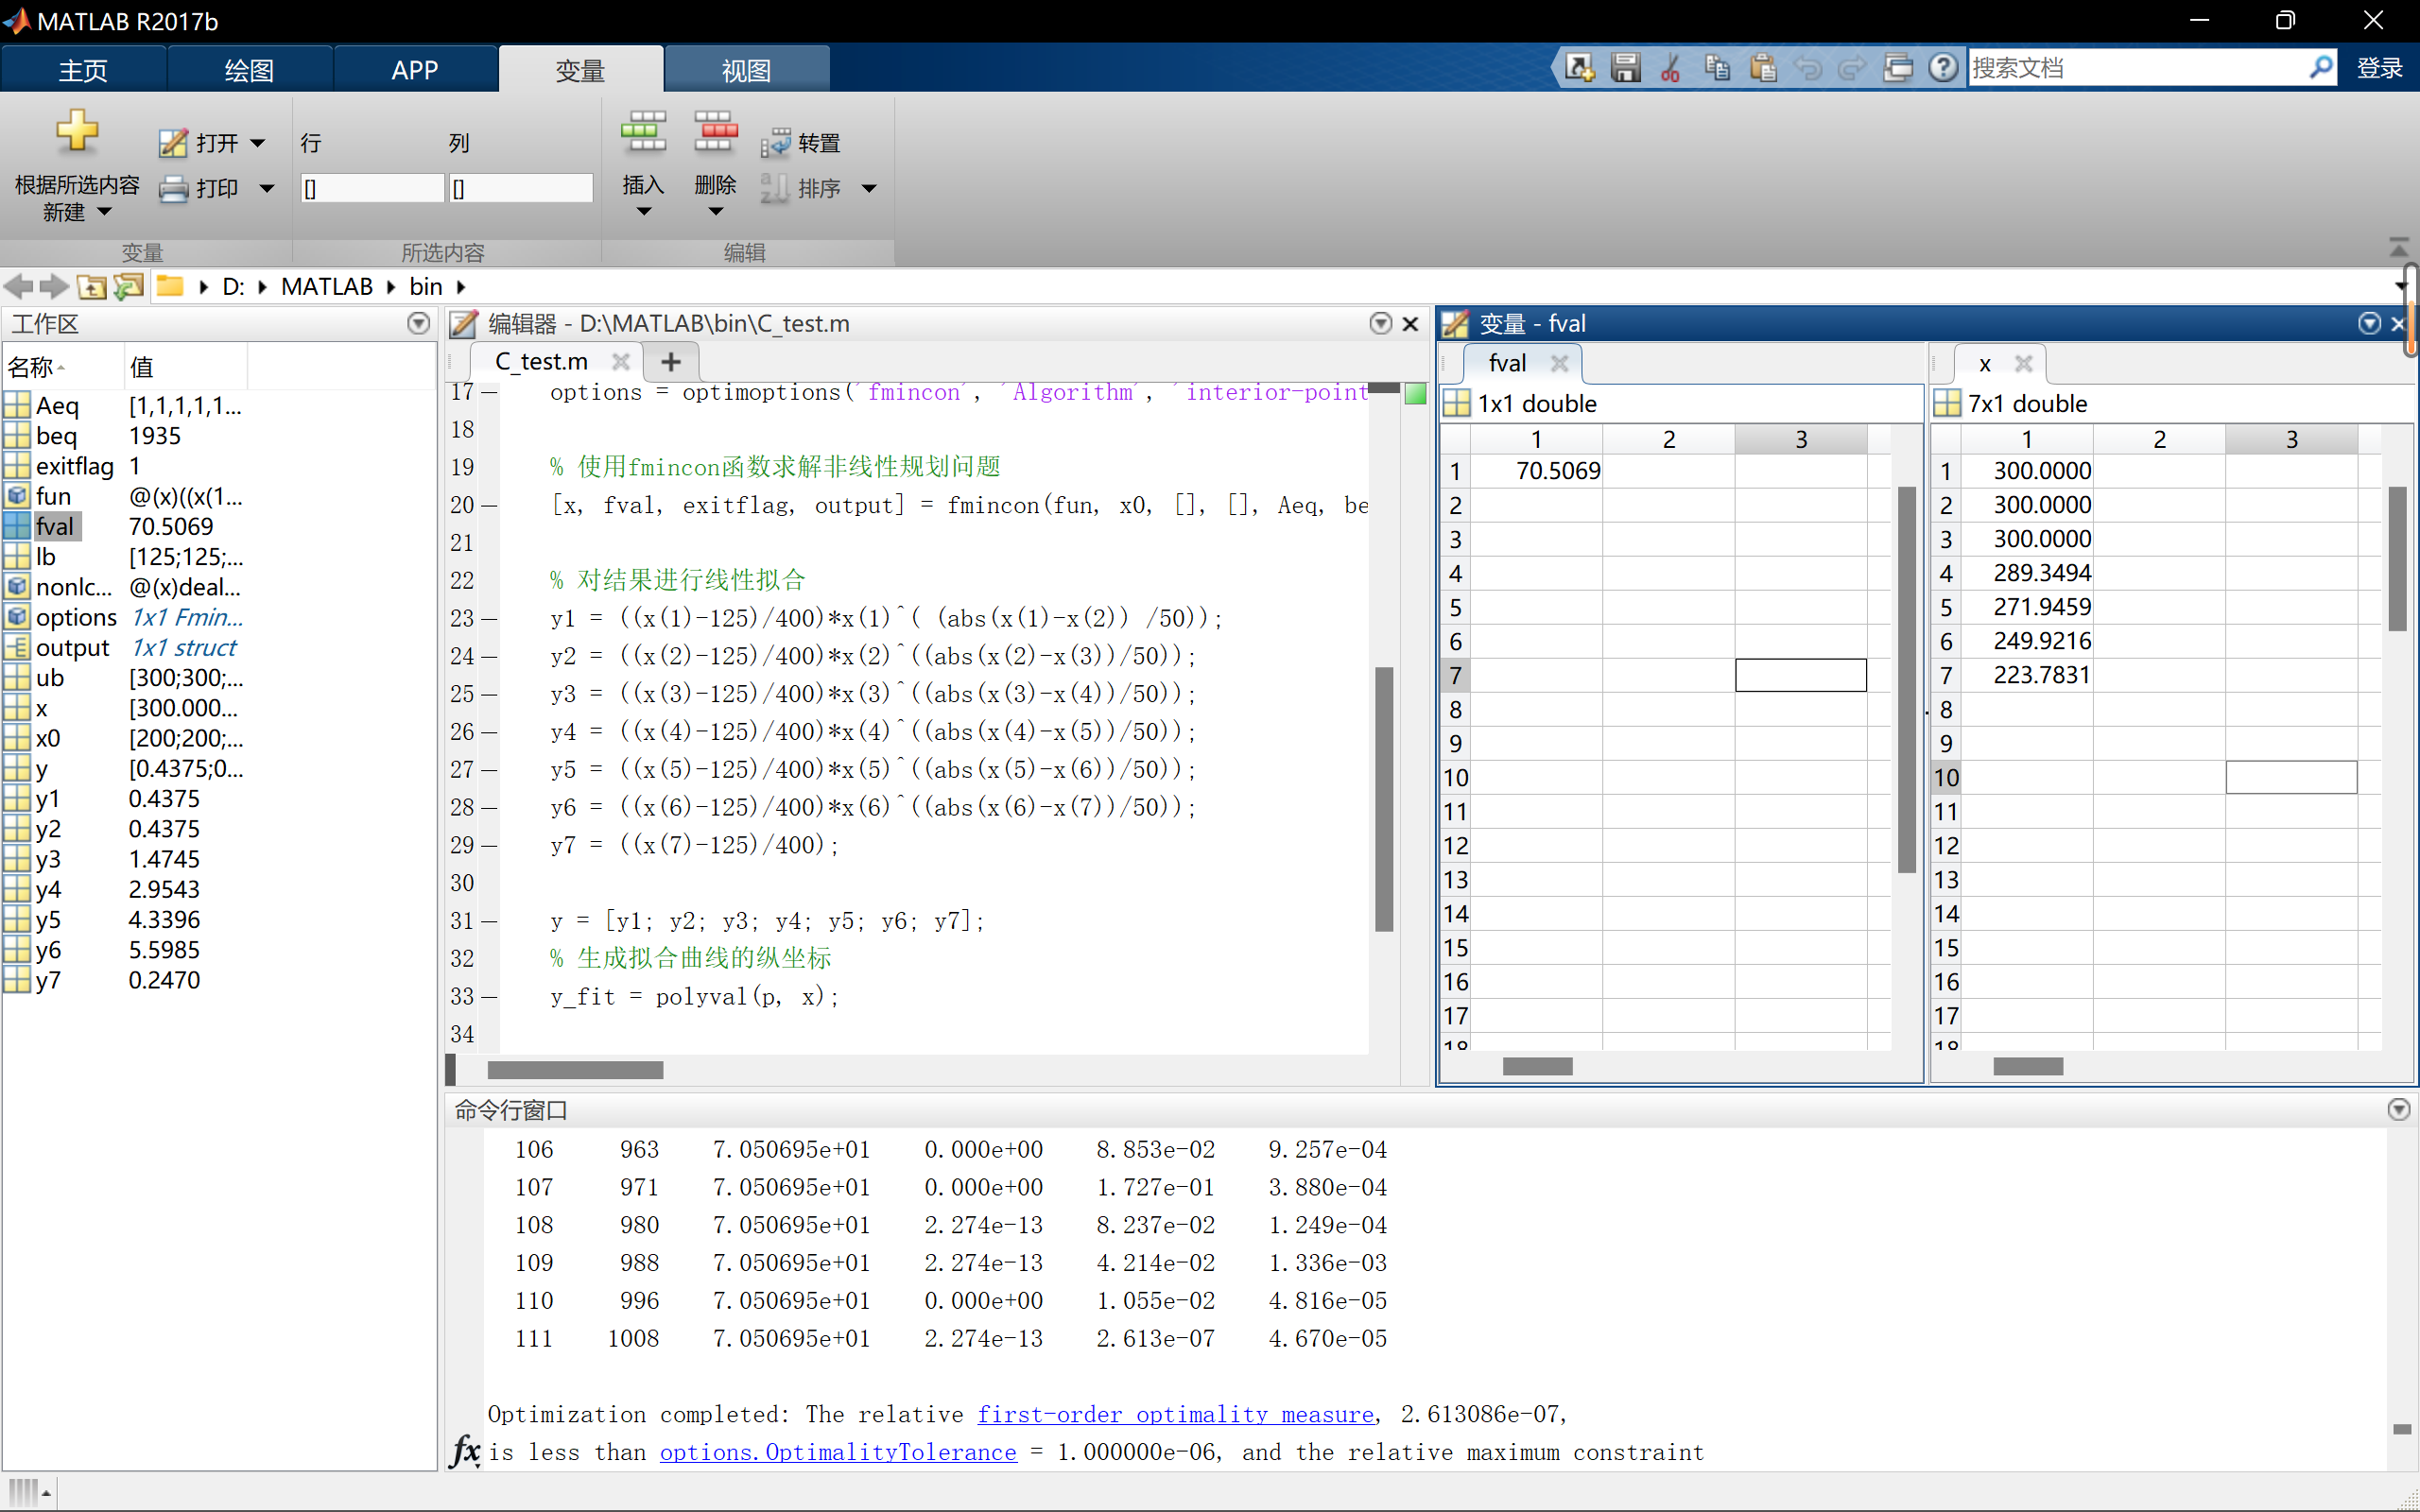 MATLAB R2017b
主页 绘图 APP 变量 视图 搜索文档 登录
根据所选内容
新建
打开
打印
行 列
[] []
插入 删除 转置
排序
变量 所选内容 编辑
D: MATLAB bin
工作区
名称 值
Aeq [1,1,1,1,1...
beq 1935
exitflag 1
fun @(x)((x(1...
fval 70.5069
lb [125;125;...
nonlc... @(x)deal...
options 1x1 Fmin...
output 1x1 struct
ub [300;300;...
x [300.000...
x0 [200;200;...
y [0.4375;0...
y1 0.4375
y2 0.4375
y3 1.4745
y4 2.9543
y5 4.3396
y6 5.5985
y7 0.2470
编辑器 - D:\MATLAB\bin\C_test.m
C_test.m +
17 options = optimoptions('fmincon', 'Algorithm', 'interior-point
18
19 % 使用fmincon函数求解非线性规划问题
20 [x, fval, exitflag, output] = fmincon(fun, x0, [], [], Aeq, be
21
22 % 对结果进行线性拟合
23 y1 = ((x(1)-125)/400)*x(1)^( (abs(x(1)-x(2)) /50));
24 y2 = ((x(2)-125)/400)*x(2)^((abs(x(2)-x(3))/50));
25 y3 = ((x(3)-125)/400)*x(3)^((abs(x(3)-x(4))/50));
26 y4 = ((x(4)-125)/400)*x(4)^((abs(x(4)-x(5))/50));
27 y5 = ((x(5)-125)/400)*x(5)^((abs(x(5)-x(6))/50));
28 y6 = ((x(6)-125)/400)*x(6)^((abs(x(6)-x(7))/50));
29 y7 = ((x(7)-125)/400);
30
31 y = [y1; y2; y3; y4; y5; y6; y7];
32 % 生成拟合曲线的纵坐标
33 y_fit = polyval(p, x);
34
变量 - fval
fval
1x1 double
1 2 3
1 70.5069
2
3
4
5
6
7
8
9
10
11
12
13
14
15
16
17
18
x
7x1 double
1 2 3
1 300.0000
2 300.0000
3 300.0000
4 289.3494
5 271.9459
6 249.9216
7 223.7831
8
9
10
11
12
13
14
15
16
17
18
命令行窗口
106 963 7.050695e+01 0.000e+00 8.853e-02 9.257e-04
107 971 7.050695e+01 0.000e+00 1.727e-01 3.880e-04
108 980 7.050695e+01 2.274e-13 8.237e-02 1.249e-04
109 988 7.050695e+01 2.274e-13 4.214e-02 1.336e-03
110 996 7.050695e+01 0.000e+00 1.055e-02 4.816e-05
111 1008 7.050695e+01 2.274e-13 2.613e-07 4.670e-05
Optimization completed: The relative first-order optimality measure, 2.613086e-07,
fx is less than options.OptimalityTolerance = 1.000000e-06, and the relative maximum constraint